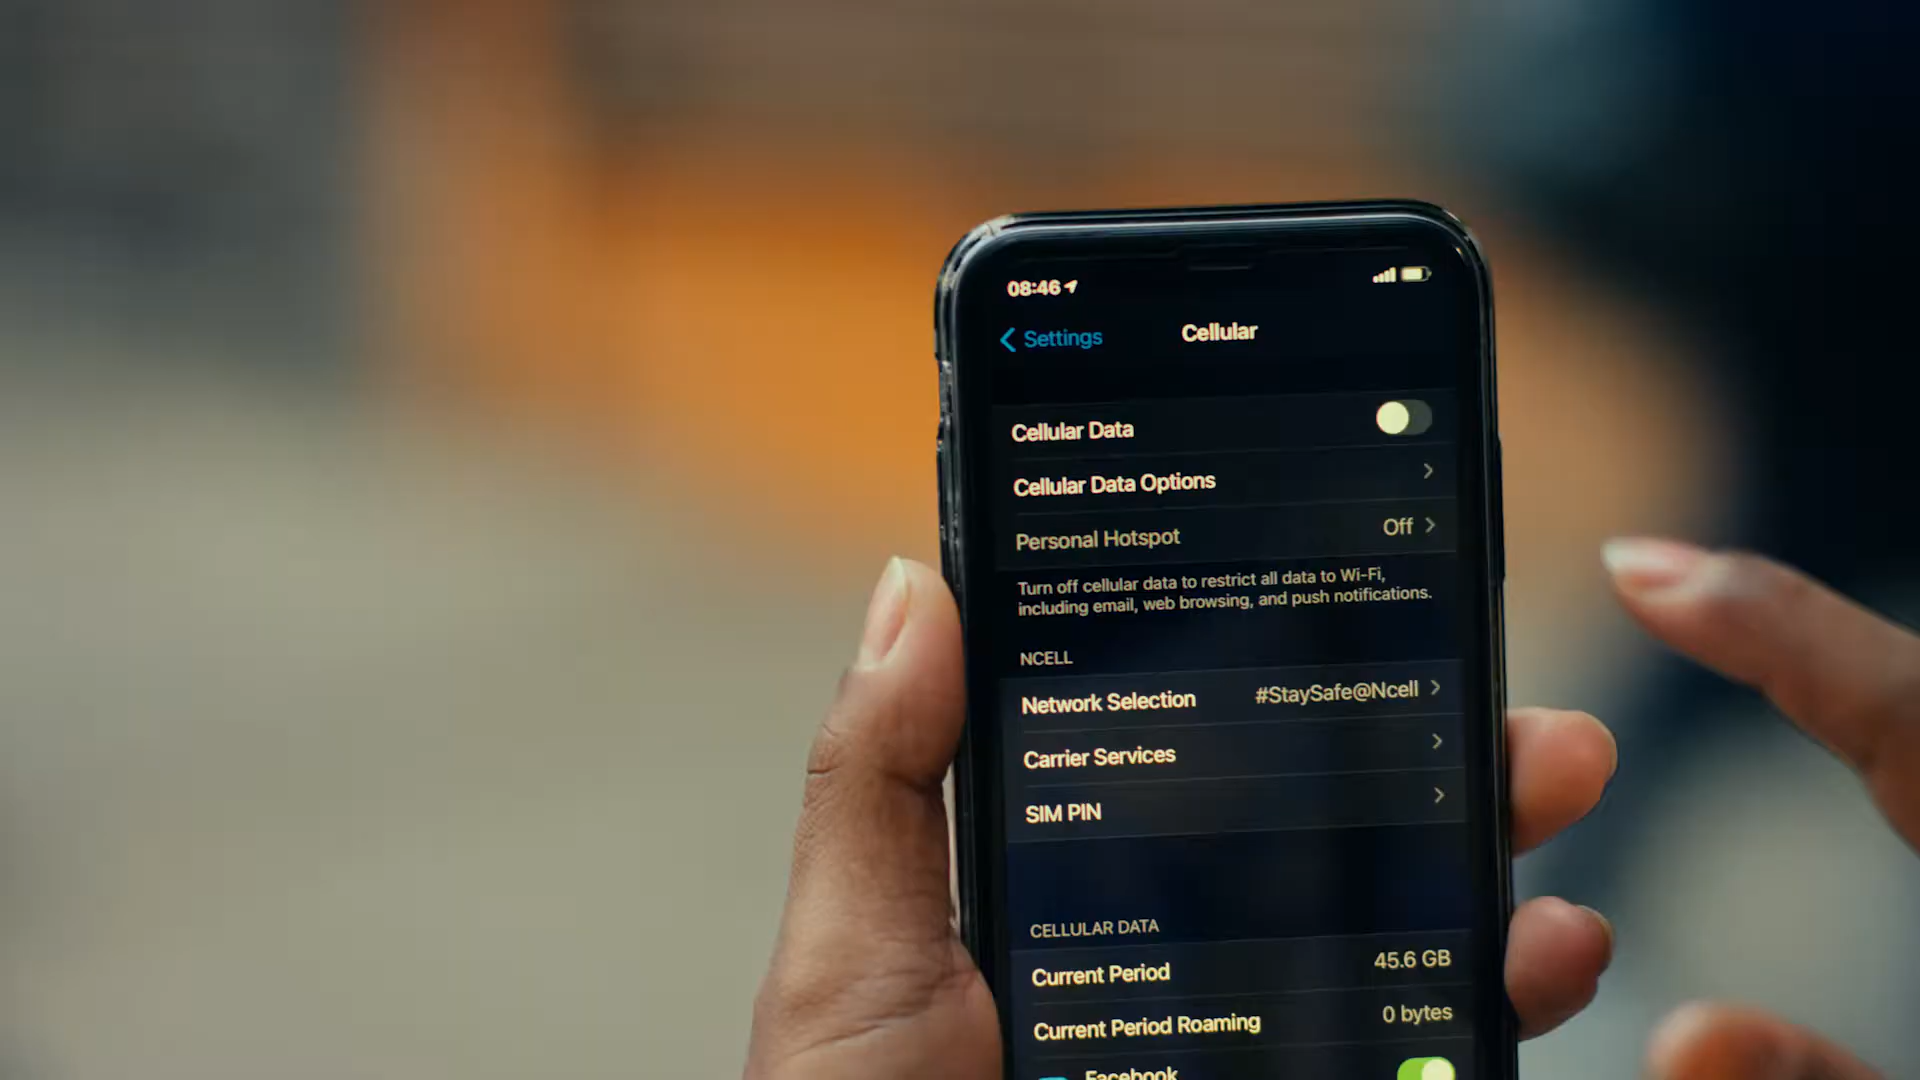 08:46
Settings
Cellular
Cellular Data
Cellular Data Options
Personal Hotspot Off
Turn off cellular data to restrict all data to Wi-Fi,
including email, web browsing, and push notifications.
NCELL
Network Selection #StaySafe@Ncell
Carrier Services
SIM PIN
CELLULAR DATA
Current Period 45.6 GB
Current Period Roaming 0 bytes
Facebook